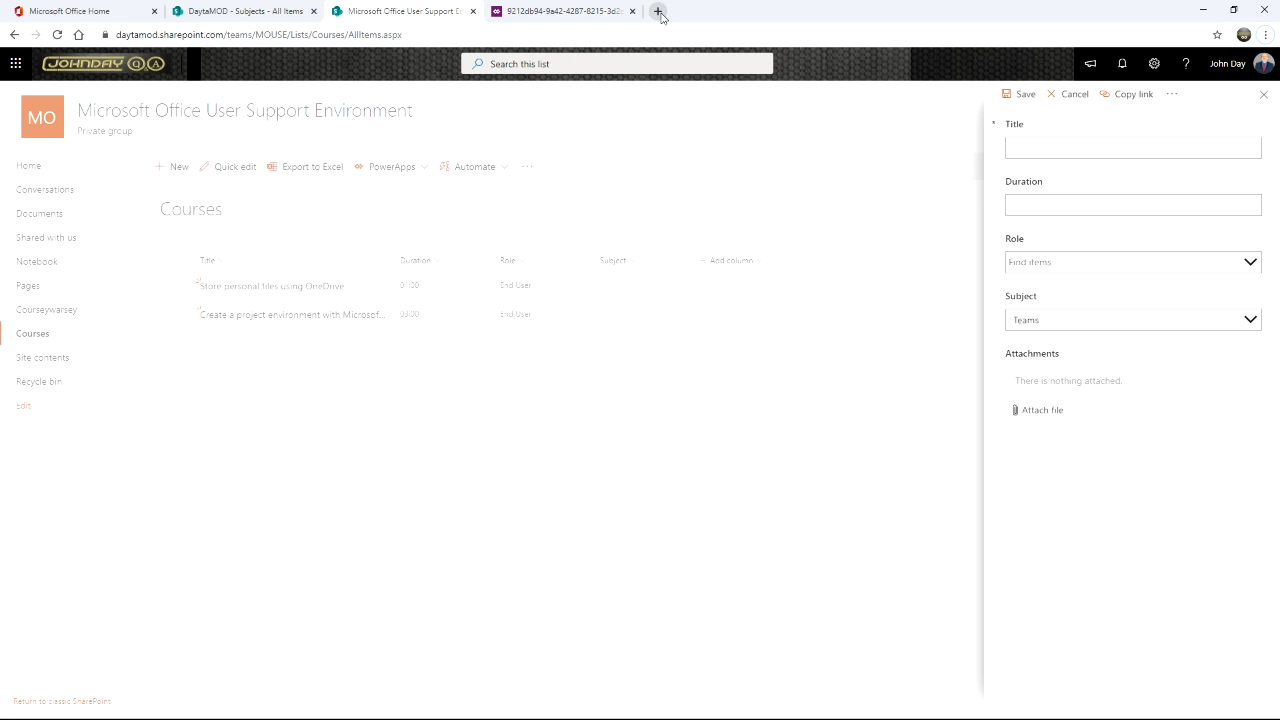 Microsoft Office Home
DaytaMOD - Subjects - All Items
Microsoft Office User Support E
9212db94-9a42-4287-8215-3d2c
daytamod.sharepoint.com/teams/MOUSE/Lists/Courses/AllItems.aspx
JOHNDAY QA
Search this list
John Day
MO
Microsoft Office User Support Environment
Private group
Home
Conversations
Documents
Shared with us
Notebook
Pages
Courseywarsey
Courses
Site contents
Recycle bin
Edit
Return to classic SharePoint
New
Quick edit
Export to Excel
PowerApps
Automate
Courses
Title Duration Role Subject Add column
Store personal files using OneDrive 01:00 End User
Create a project environment with Microsof... 03:00 End User
Save Cancel Copy link
* Title
Duration
Role
Find items
Subject
Teams
Attachments
There is nothing attached.
Attach file